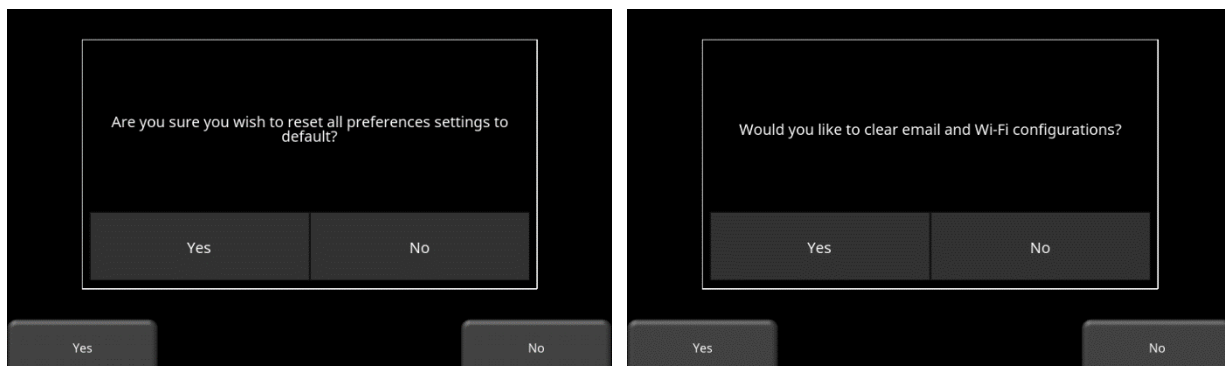 Are you sure you wish to reset all preferences settings to
default?
Yes
No
Yes
No
Would you like to clear email and Wi-Fi configurations?
Yes
No
Yes
No